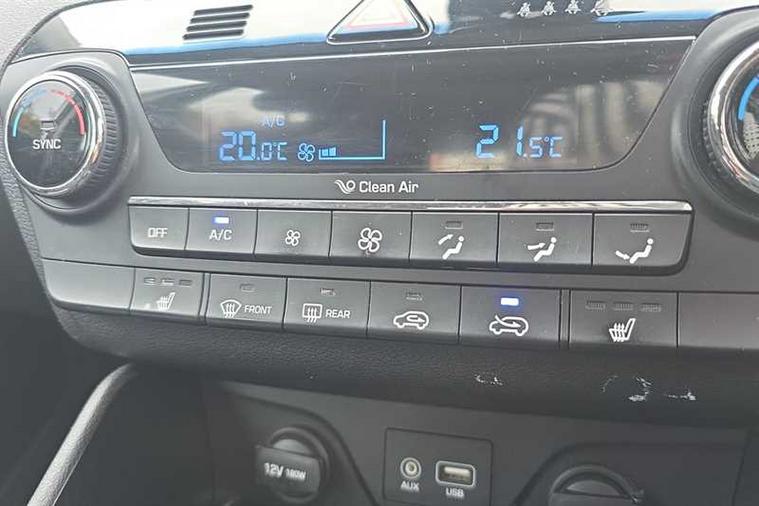 A/C
20.0°C
21.5°C
SYNC
Clean Air
OFF
A/C
FRONT
REAR
12V 180W
AUX
USB